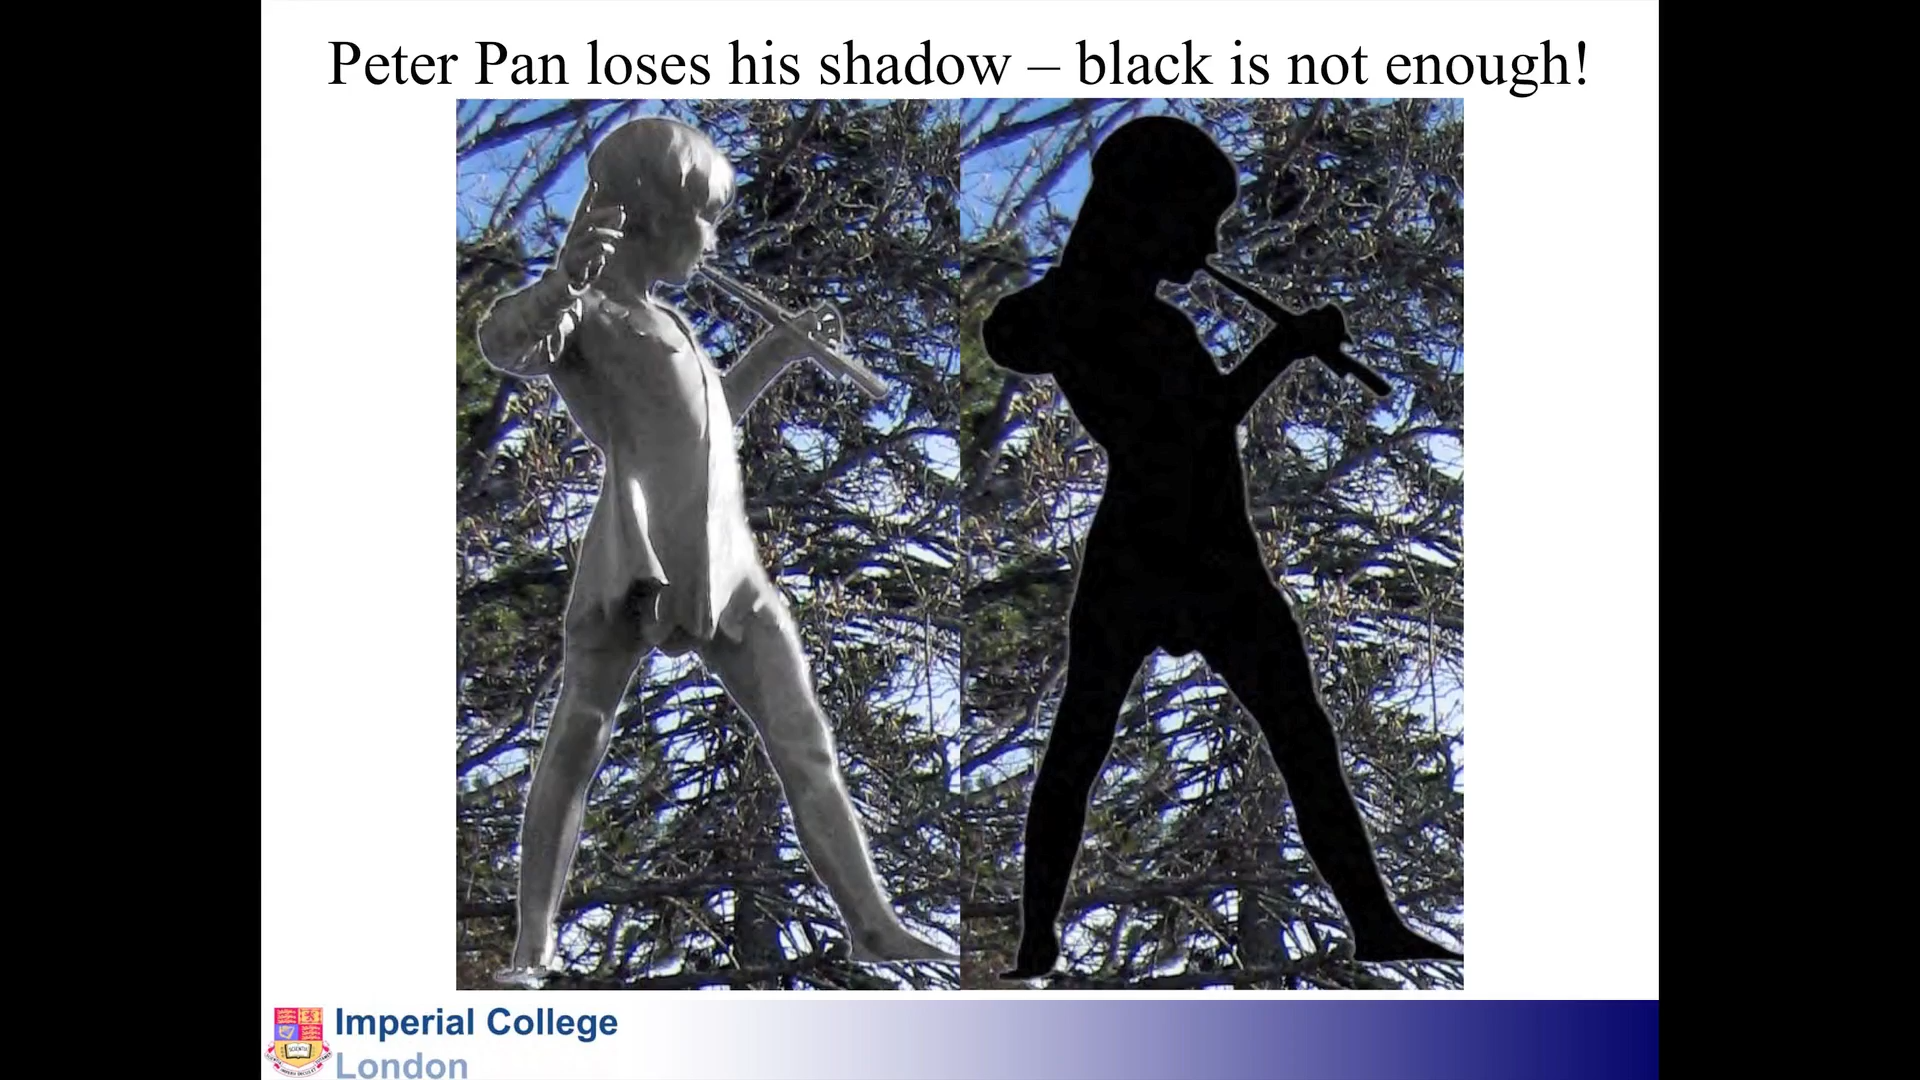 Peter Pan loses his shadow – black is not enough!
Imperial College
London